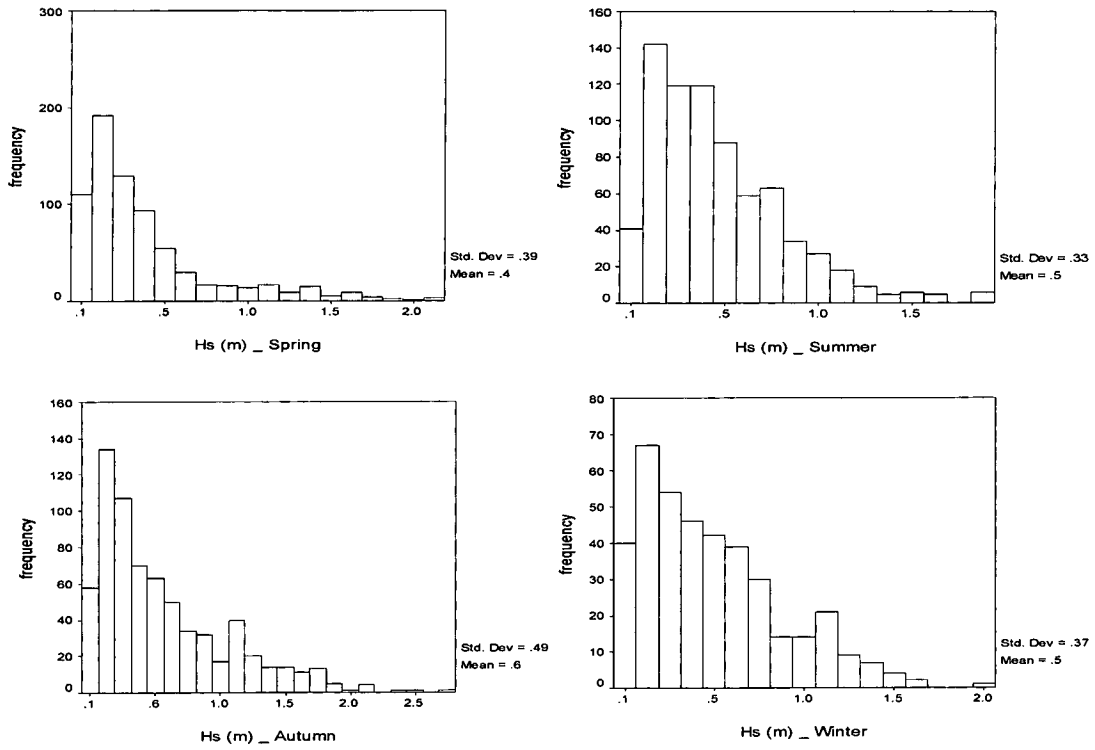 300
200
100
0
frequency
.1 .5 1.0 1.5 2.0
Hs (m) _ Spring
Std. Dev = .39
Mean = .4
160
140
120
100
80
60
40
20
0
frequency
.1 .5 1.0 1.5
Hs (m) _ Summer
Std. Dev = .33
Mean = .5
160
140
120
100
80
60
40
20
0
frequency
.1 .6 1.0 1.5 2.0 2.5
Hs (m) _ Autumn
Std. Dev = .49
Mean = .6
80
70
60
50
40
30
20
10
0
frequency
.1 .5 1.0 1.5 2.0
Hs (m) _ Winter
Std. Dev = .37
Mean = .5